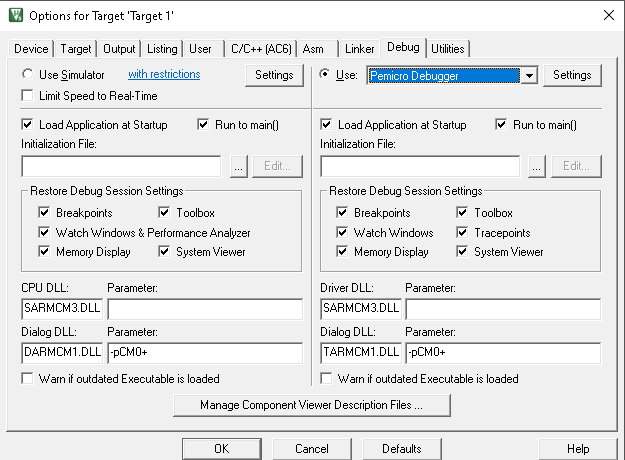 Options for Target 'Target 1'
Device Target Output Listing User C/C++ (AC6) Asm Linker Debug Utilities
Use Simulator with restrictions Settings Use: Pemicro Debugger Settings
Limit Speed to Real-Time
Load Application at Startup Run to main() Load Application at Startup Run to main()
Initialization File: Initialization File:
... Edit... ... Edit...
Restore Debug Session Settings Restore Debug Session Settings
Breakpoints Toolbox Breakpoints Toolbox
Watch Windows & Performance Analyzer Watch Windows Tracepoints
Memory Display System Viewer Memory Display System Viewer
CPU DLL: Parameter: Driver DLL: Parameter:
SARMCM3.DLL SARMCM3.DLL
Dialog DLL: Parameter: Dialog DLL: Parameter:
DARMCM1.DLL -pCM0+ TARMCM1.DLL -pCM0+
Warn if outdated Executable is loaded Warn if outdated Executable is loaded
Manage Component Viewer Description Files ...
OK Cancel Defaults Help